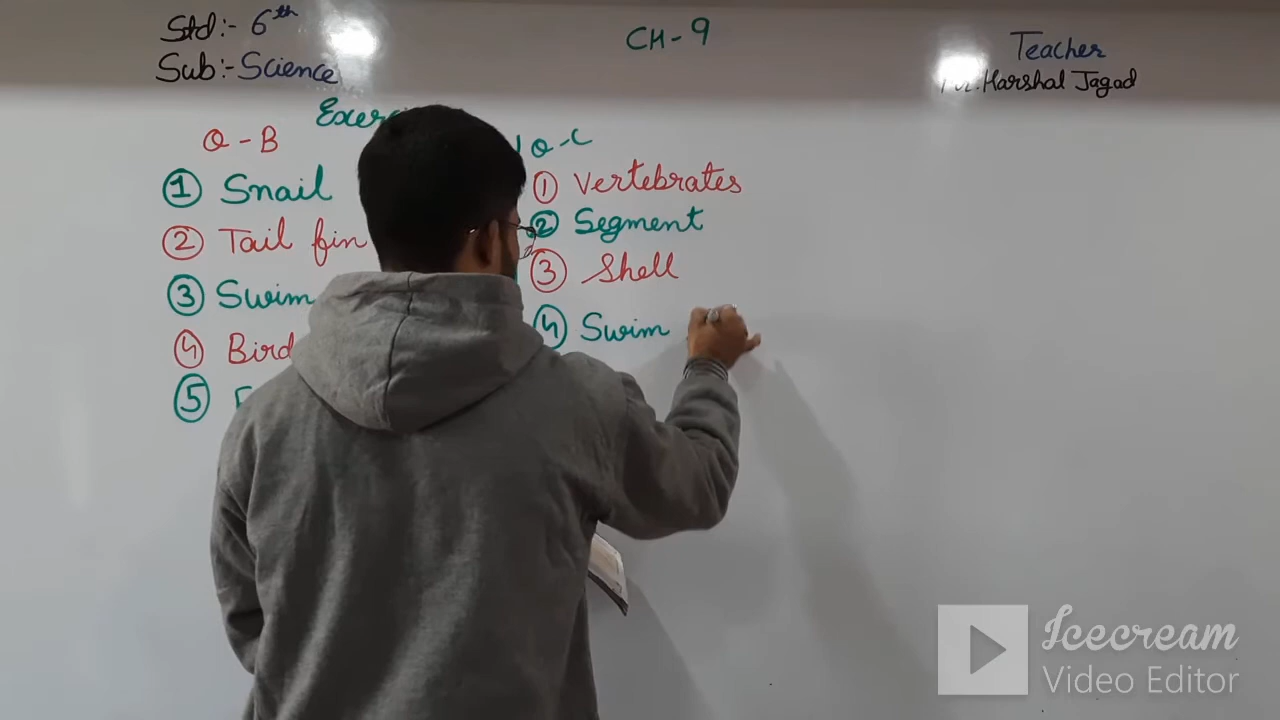 Std:- 6th
Sub:- Science
CH-9
Teacher
Harshal Jagad
Q-B
① Snail
② Tail fin
③ Swim
④ Bird
⑤
Q-C
① Vertebrates
② Segment
③ Shell
④ Swim
Icecream
Video Editor